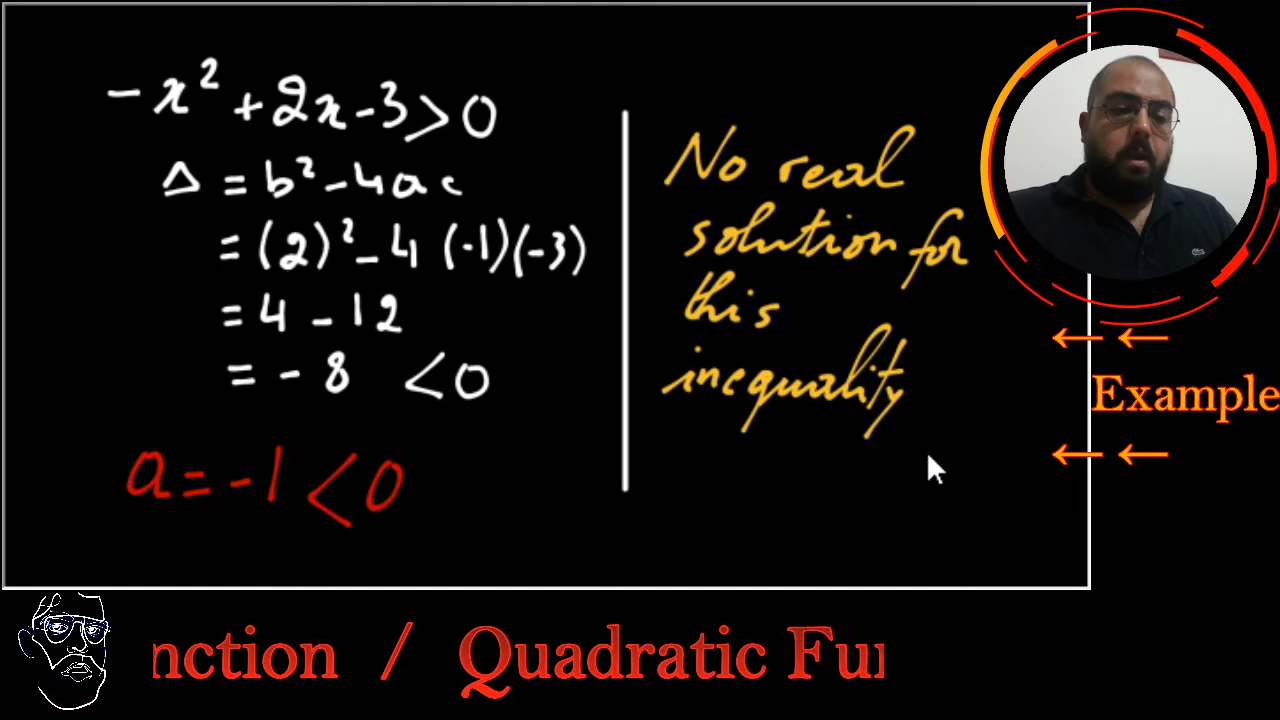 -x² + 2x - 3 > 0
Δ = b² - 4ac
= (2)² - 4 (-1)(-3)
= 4 - 12
= - 8 < 0
a = -1 < 0
No real
solution for
this
inequality
← ←
Example
← ←
nction / Quadratic Fun